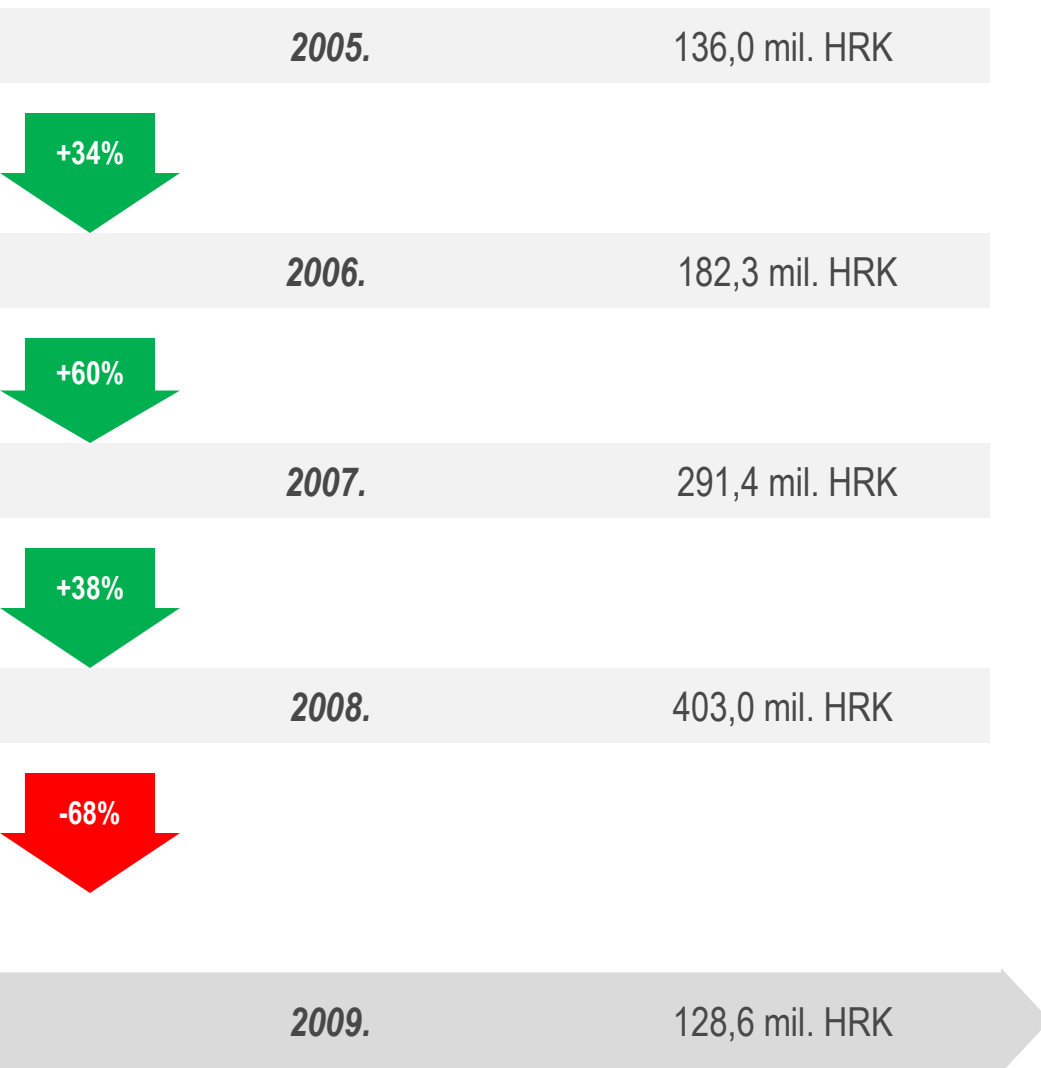 2005. 136,0 mil. HRK
+34%
2006. 182,3 mil. HRK
+60%
2007. 291,4 mil. HRK
+38%
2008. 403,0 mil. HRK
-68%
2009. 128,6 mil. HRK